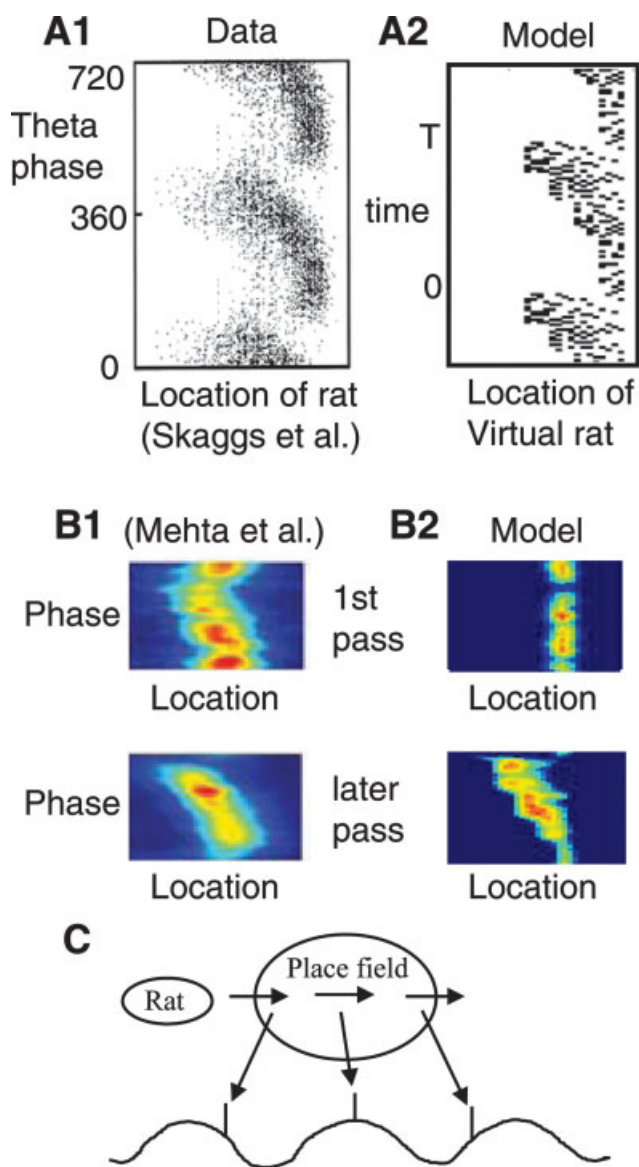 A1 Data
720
Theta
phase
360
0
Location of rat
(Skaggs et al.)
A2 Model
T
time
0
Location of
Virtual rat
B1 (Mehta et al.)
Phase
Location
1st
pass
B2 Model
Location
Phase
Location
later
pass
Location
C
Rat
Place field